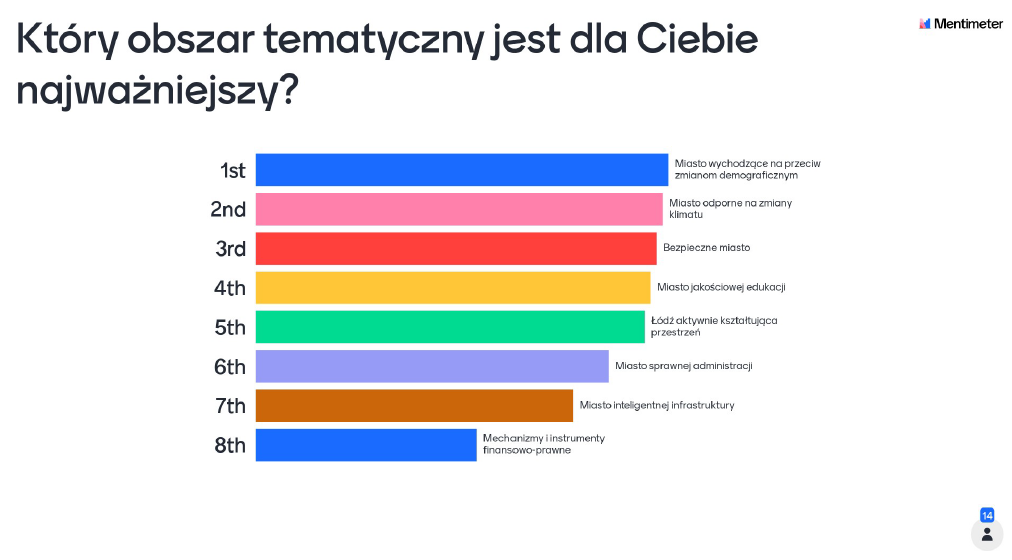 Który obszar tematyczny jest dla Ciebie
najważniejszy?
Mentimeter
1st
Miasto wychodzące na przeciw
zmianom demograficznym
2nd
Miasto odporne na zmiany
klimatu
3rd
Bezpieczne miasto
4th
Miasto jakościowej edukacji
5th
Łódź aktywnie kształtująca
przestrzeń
6th
Miasto sprawnej administracji
7th
Miasto inteligentnej infrastruktury
8th
Mechanizmy i instrumenty
finansowo-prawne
14